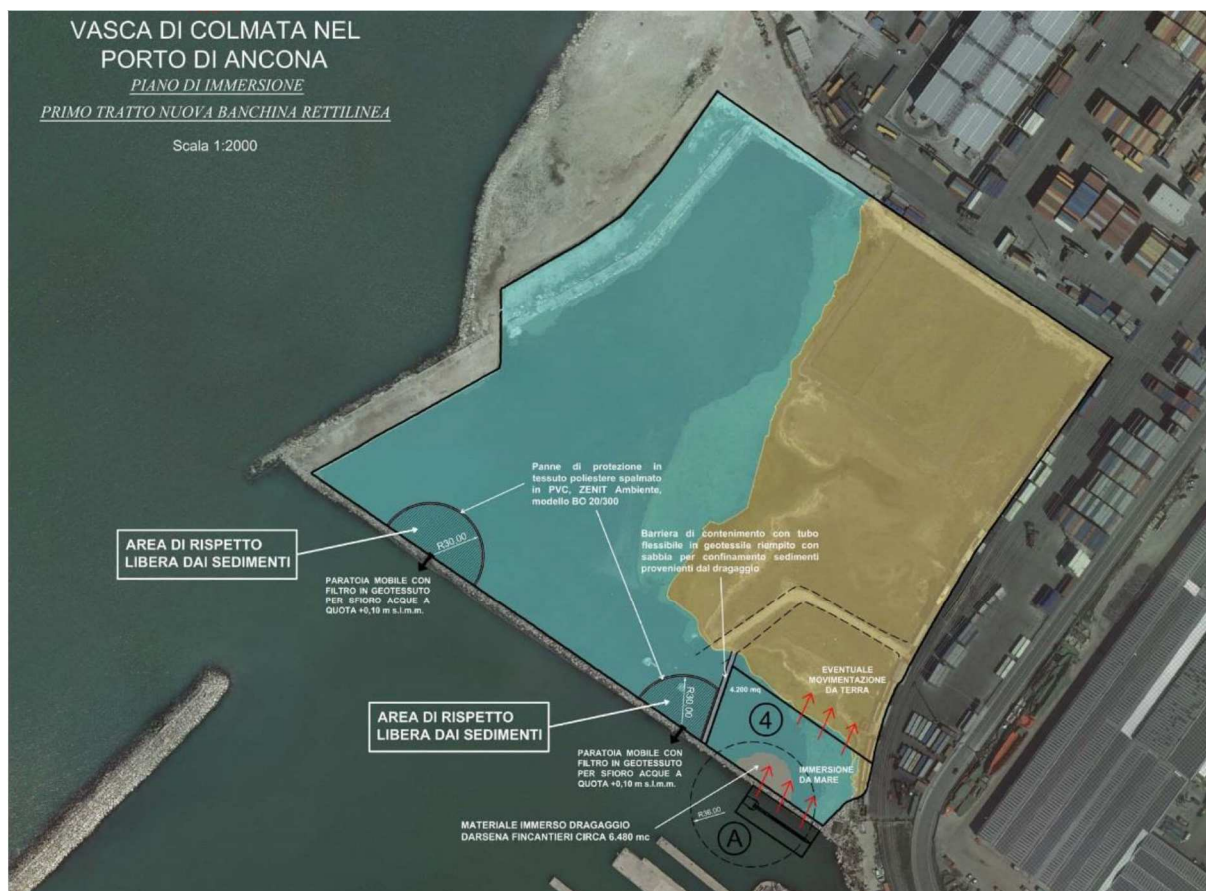 VASCA DI COLMATA NEL
PORTO DI ANCONA
PIANO DI IMMERSIONE
PRIMO TRATTO NUOVA BANCHINA RETTILINEA
Scala 1:2000
Panne di protezione in
tessuto poliestere spalmato
in PVC, ZENIT Ambiente,
modello BO 20/300
Barriera di contenimento con tubo
flessibile in geotessile riempito con
sabbia per confinamento sedimenti
provenienti dal dragaggio
AREA DI RISPETTO
LIBERA DAI SEDIMENTI
R30.00
PARATOIA MOBILE CON
FILTRO IN GEOTESSUTO
PER SFIORO ACQUE A
QUOTA +0,10 m s.l.m.m.
EVENTUALE
MOVIMENTAZIONE
DA TERRA
4.200 mq
R30.00
4
AREA DI RISPETTO
LIBERA DAI SEDIMENTI
PARATOIA MOBILE CON
FILTRO IN GEOTESSUTO
PER SFIORO ACQUE A
QUOTA +0,10 m s.l.m.m.
IMMERSIONE
DA MARE
R36.00
MATERIALE IMMERSO DRAGAGGIO
DARSENA FINCANTIERI CIRCA 6.480 mc
A